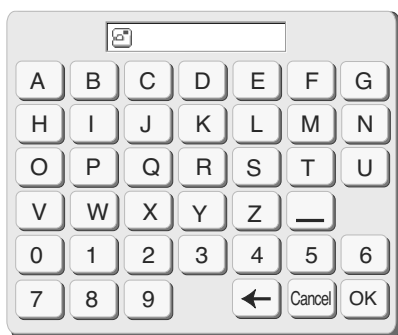 A B C D E F G
H I J K L M N
O P Q R S T U
V W X Y Z _
0 1 2 3 4 5 6
7 8 9 ← Cancel OK